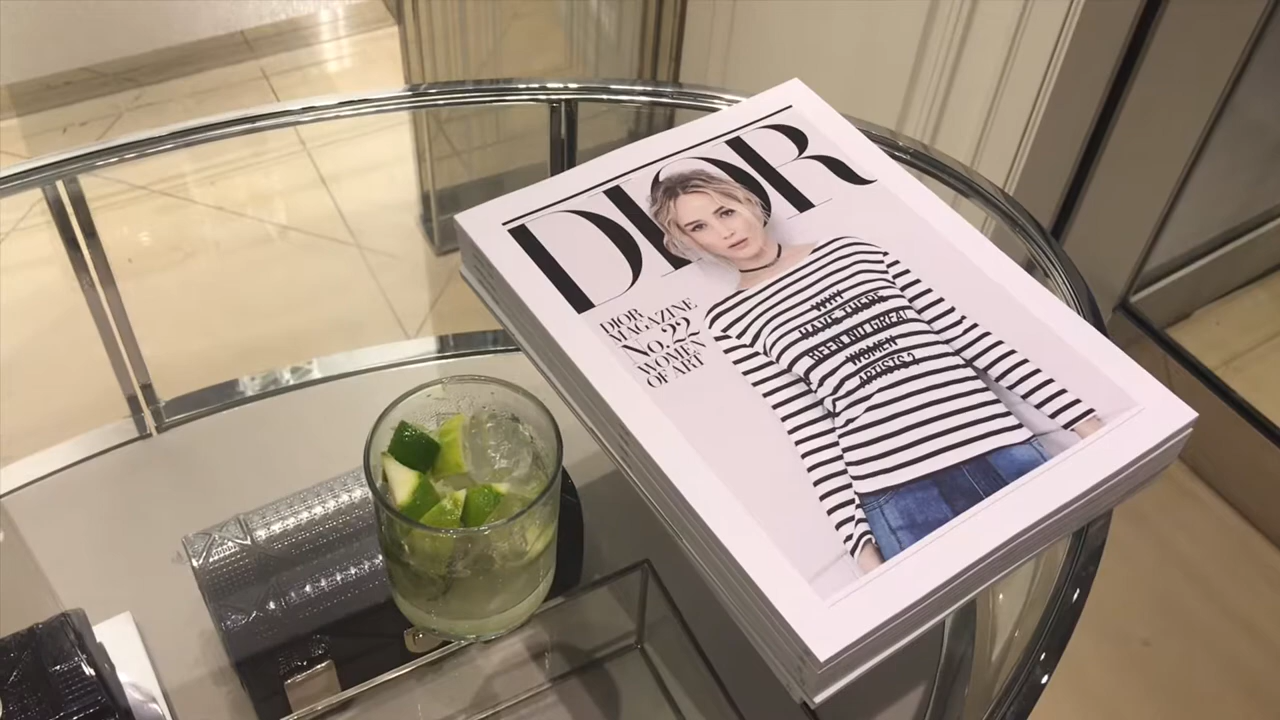 DIOR
DIOR
MAGAZINE
No.22
WOMEN
OF ART
WHY
HAVE THERE
BEEN NO GREAT
WOMEN
ARTISTS?